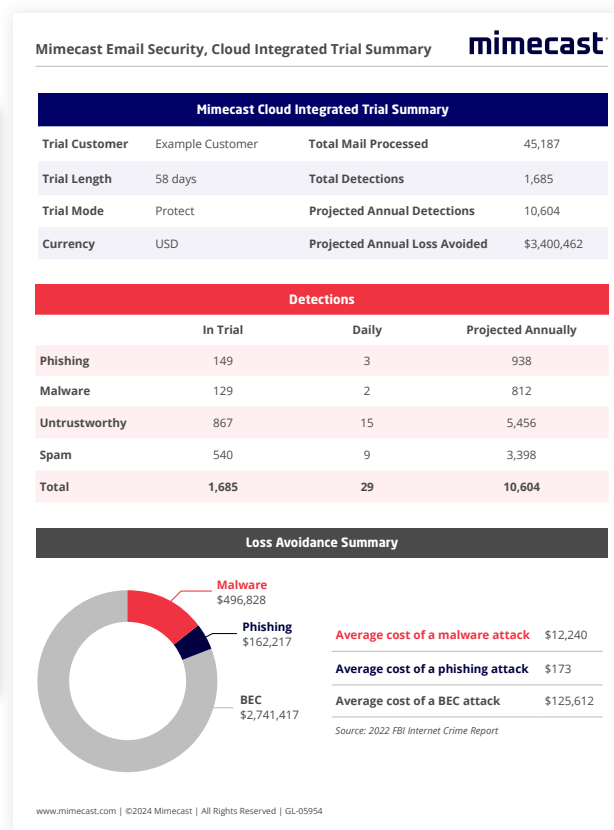 Mimecast Email Security, Cloud Integrated Trial Summary mimecast
Mimecast Cloud Integrated Trial Summary
Trial Customer Example Customer Total Mail Processed 45,187
Trial Length 58 days Total Detections 1,685
Trial Mode Protect Projected Annual Detections 10,604
Currency USD Projected Annual Loss Avoided $3,400,462
Detections
In Trial Daily Projected Annually
Phishing 149 3 938
Malware 129 2 812
Untrustworthy 867 15 5,456
Spam 540 9 3,398
Total 1,685 29 10,604
Loss Avoidance Summary
Malware
$496,828
Phishing
$162,217
BEC
$2,741,417
Average cost of a malware attack $12,240
Average cost of a phishing attack $173
Average cost of a BEC attack $125,612
Source: 2022 FBI Internet Crime Report
www.mimecast.com | ©2024 Mimecast | All Rights Reserved | GL-05954